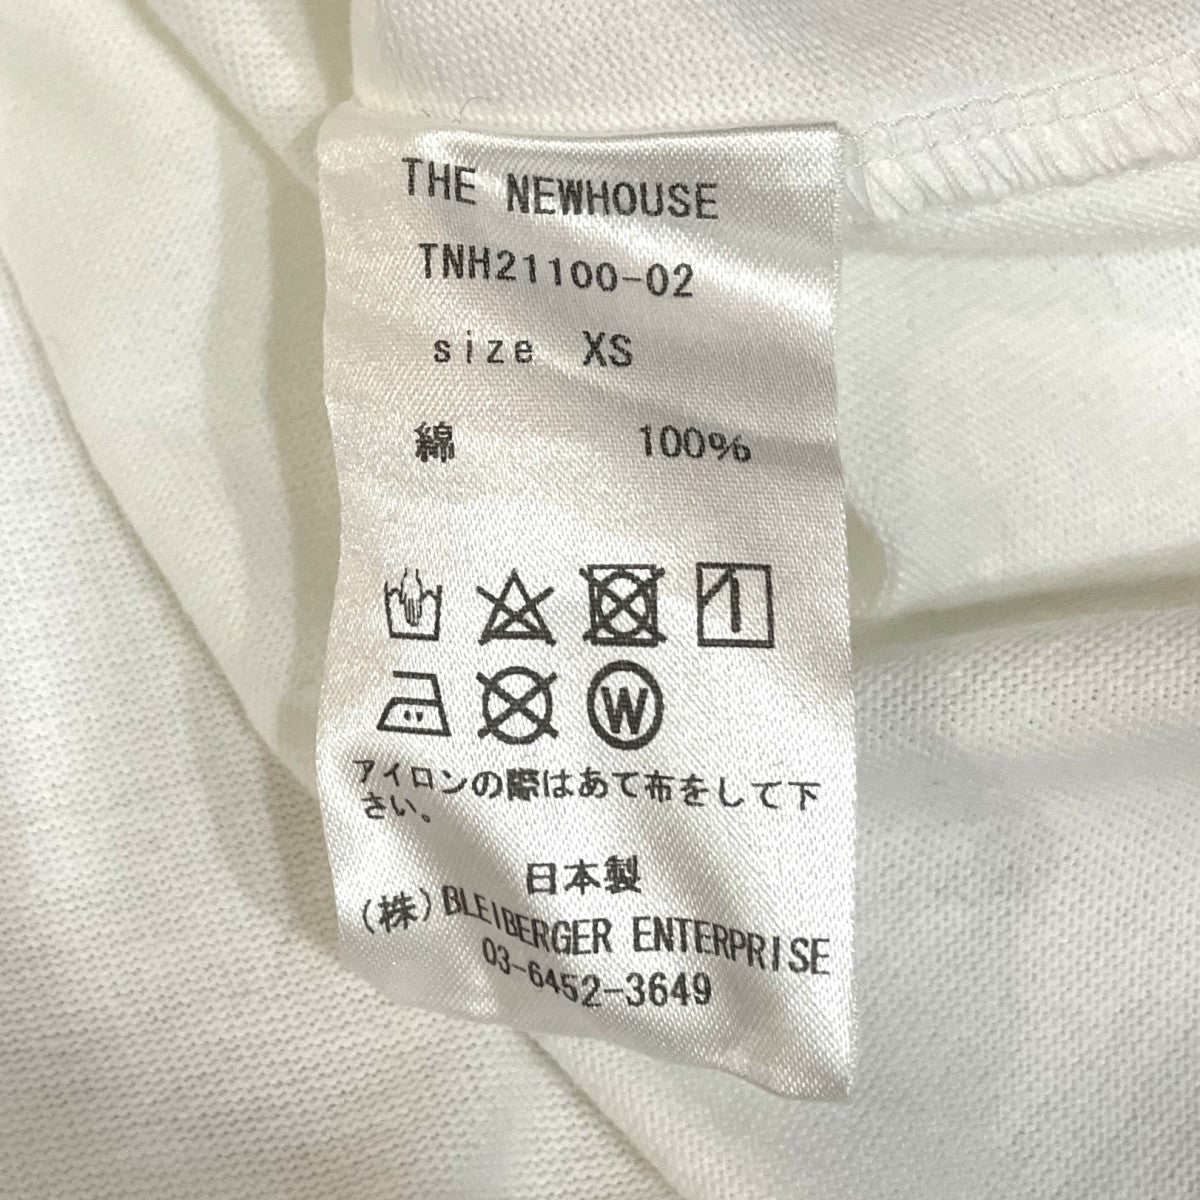 THE NEWHOUSE
TNH21100-02
size XS
綿 100%
W
アイロンの際はあて布をして下
さい。
日本製
(株)BLEIBERGER ENTERPRISE
03-6452-3649